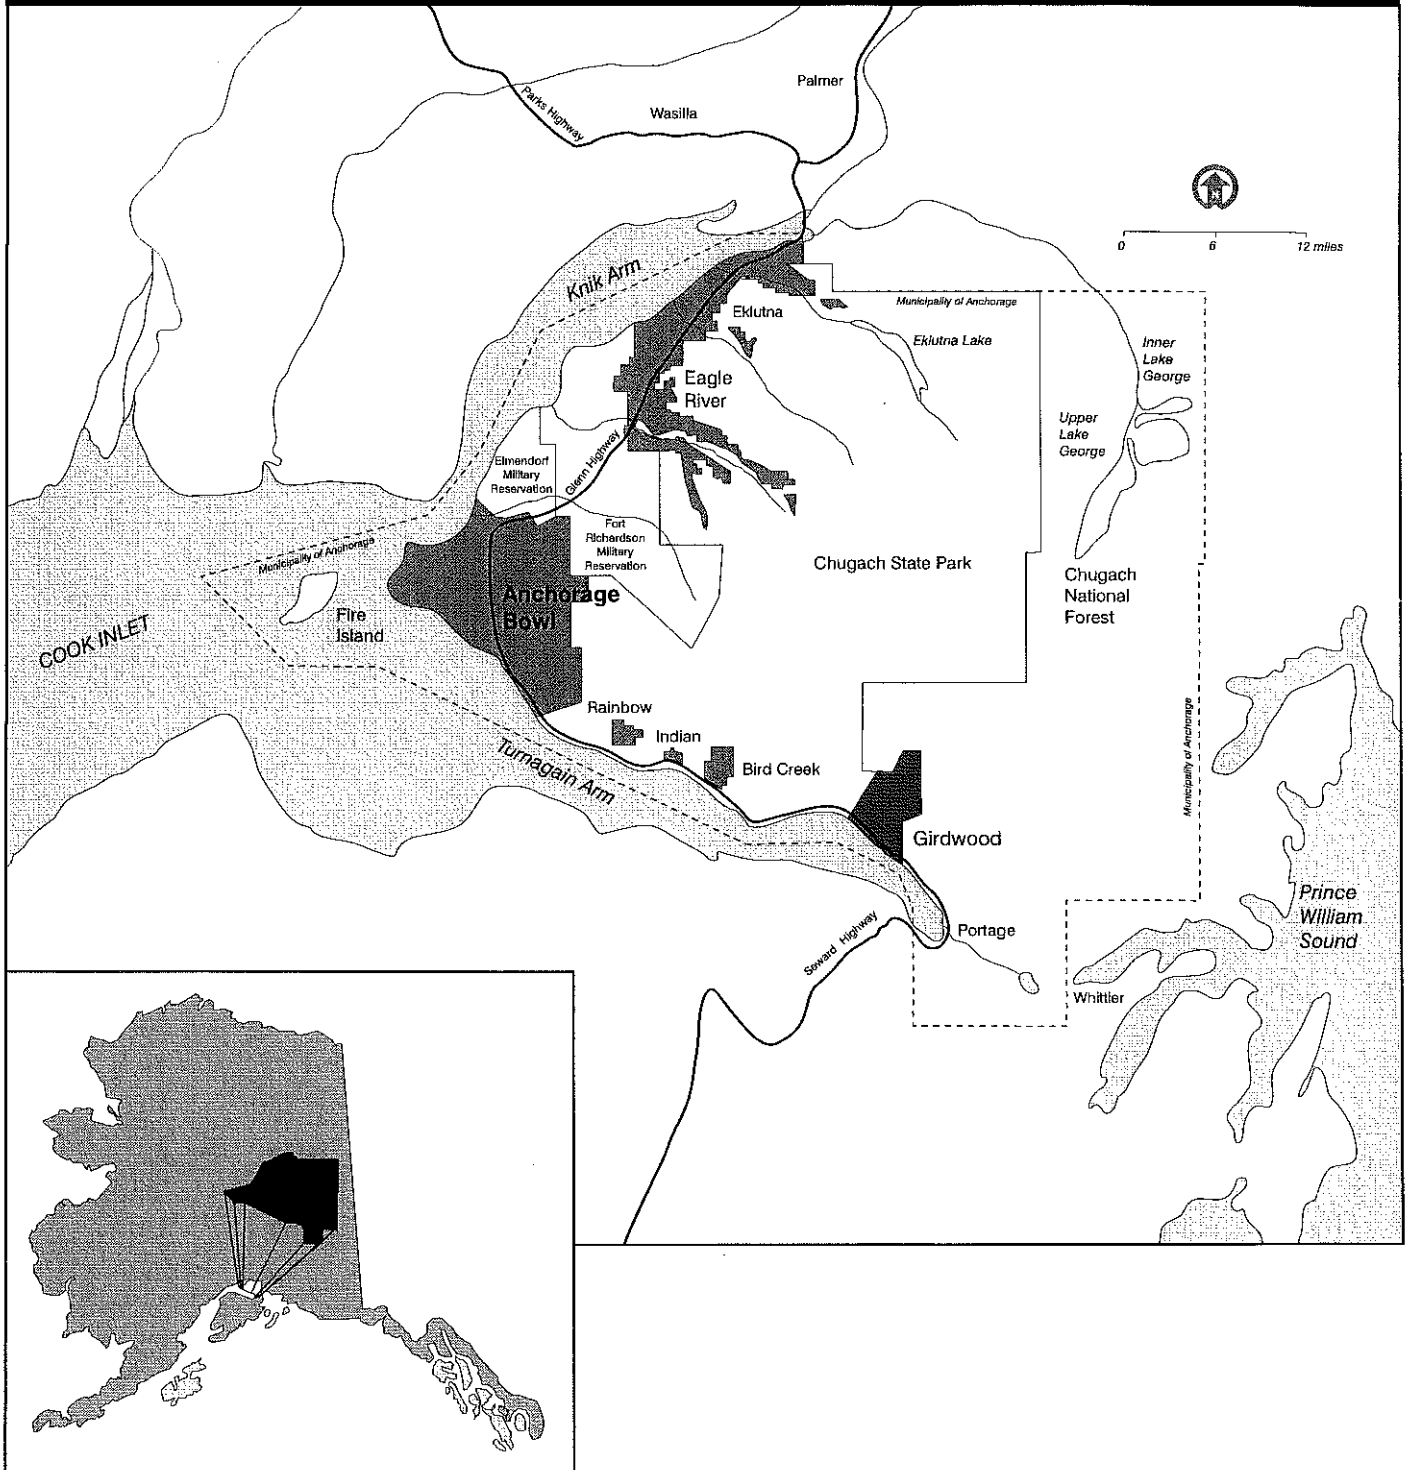 Palmer
Parks Highway
Wasilla
N
0 6 12 miles
Knik Arm
Municipality of Anchorage
Eklutna
Eklutna Lake
Inner
Lake
George
Eagle
River
Upper
Lake
George
Elmendorf
Military
Reservation
Glenn Highway
Fort
Richardson
Military
Reservation
Municipality of Anchorage
Chugach State Park
Chugach
National
Forest
Anchorage
Bowl
Fire
Island
COOK INLET
Rainbow
Indian
Bird Creek
Turnagain Arm
Municipality of Anchorage
Girdwood
Prince
William
Sound
Portage
Seward Highway
Whittier